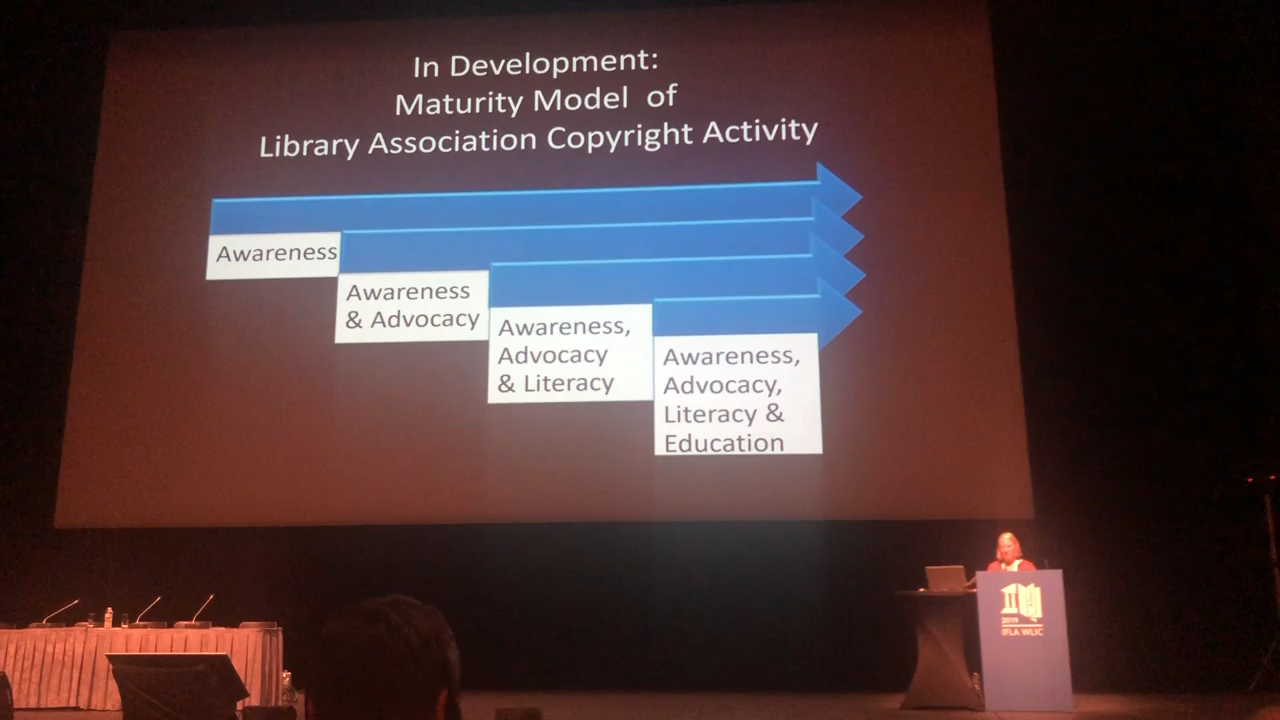 In Development:
Maturity Model of
Library Association Copyright Activity
Awareness
Awareness
& Advocacy
Awareness,
Advocacy
& Literacy
Awareness,
Advocacy,
Literacy &
Education
2019
IFLA WLIC